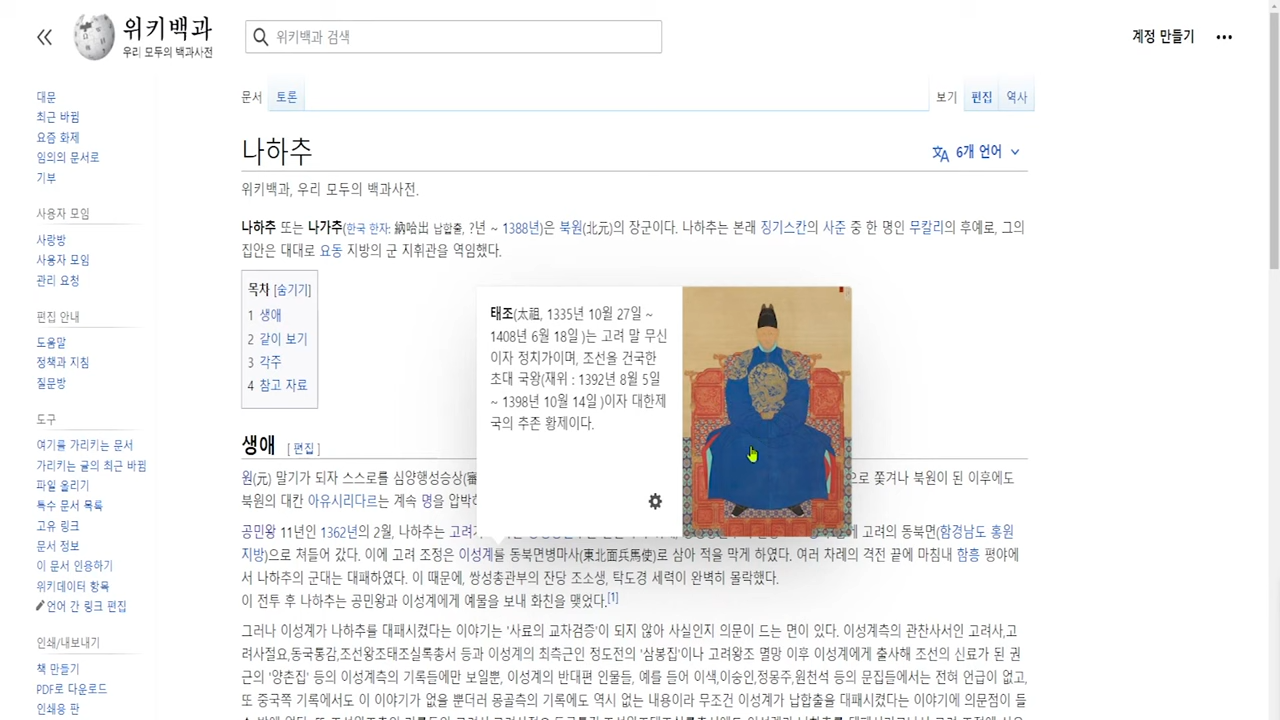 위키백과
우리 모두의 백과사전
위키백과 검색
계정 만들기
대문
최근 바뀜
요즘 화제
임의의 문서로
기부
사용자 모임
사랑방
사용자 모임
관리 요청
편집 안내
도움말
정책과 지침
질문방
도구
여기를 가리키는 문서
가리키는 글의 최근 바뀜
파일 올리기
특수 문서 목록
고유 링크
문서 정보
이 문서 인용하기
위키데이터 항목
언어 간 링크 편집
인쇄/내보내기
책 만들기
PDF로 다운로드
인쇄용 판
문서 토론 보기 편집 역사
나하추
6개 언어
위키백과, 우리 모두의 백과사전.
나하추 또는 나가추(한국 한자: 納哈出 납합출, ?년 ~ 1388년)은 북원(北元)의 장군이다. 나하추는 본래 징기스칸의 사준 중 한 명인 무칼리의 후예로, 그의
집안은 대대로 요동 지방의 군 지휘관을 역임했다.
목차 [숨기기]
1 생애
2 같이 보기
3 각주
4 참고 자료
태조(太祖, 1335년 10월 27일 ~
1408년 6월 18일 )는 고려 말 무신
이자 정치가이며, 조선을 건국한
초대 국왕(재위 : 1392년 8월 5일
~ 1398년 10월 14일 )이자 대한제
국의 추존 황제이다.
생애 [ 편집 ]
원(元) 말기가 되자 스스로를 심양행성승상( 으로 쫓겨나 북원이 된 이후에도
북원의 대칸 아유시리다르는 계속 명을 압박
공민왕 11년인 1362년의 2월, 나하추는 고려 고려의 동북면(함경남도 홍원
지방)으로 처들어 갔다. 이에 고려 조정은 이성계를 동북면병마사(東北面兵馬使)로 삼아 적을 막게 하였다. 여러 차례의 격전 끝에 마침내 함흥 평야에
서 나하추의 군대는 대패하였다. 이 때문에, 쌍성총관부의 잔당 조소생, 탁도경 세력이 완벽히 몰락했다.
이 전투 후 나하추는 공민왕과 이성계에게 예물을 보내 화친을 맺었다.[1]
그러나 이성계가 나하추를 대패시켰다는 이야기는 '사료의 교차검증'이 되지 않아 사실인지 의문이 드는 면이 있다. 이성계측의 관찬사서인 고려사,고
려사절요,동국통감,조선왕조태조실록총서 등과 이성계의 최측근인 정도전의 '삼봉집'이나 고려왕조 멸망 이후 이성계에게 출사해 조선의 신료가 된 권
근의 '양촌집' 등의 이성계측의 기록들에만 보일뿐, 이성계의 반대편 인물들, 예를 들어 이색,이숭인,정몽주,원천석 등의 문집들에서는 전혀 언급이 없고,
또 중국쪽 기록에서도 이 이야기가 없을 뿐더러 몽골측의 기록에도 역시 없는 내용이라 무조건 이성계가 납합출을 대패시켰다는 이야기에 의문점이 들